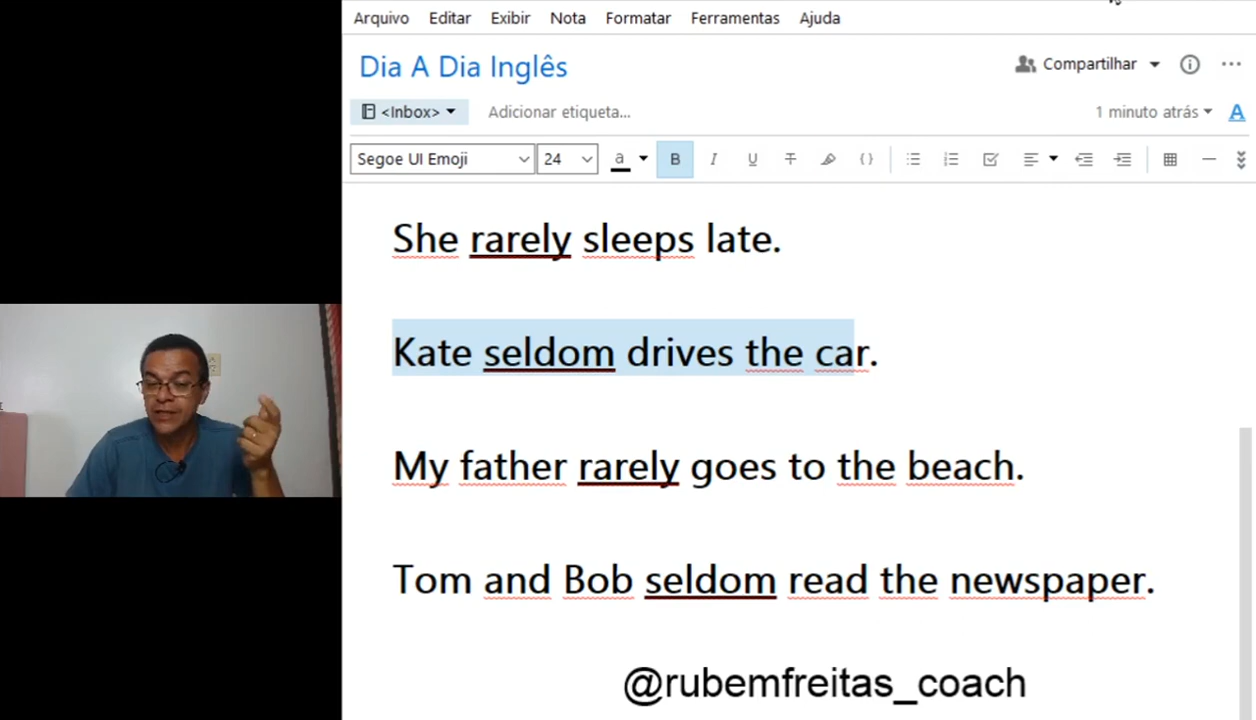 Arquivo Editar Exibir Nota Formatar Ferramentas Ajuda
Dia A Dia Inglês
Compartilhar
<Inbox> Adicionar etiqueta... 1 minuto atrás A
Segoe UI Emoji 24 a B I U T { }
She rarely sleeps late.
Kate seldom drives the car.
My father rarely goes to the beach.
Tom and Bob seldom read the newspaper.
@rubemfreitas_coach